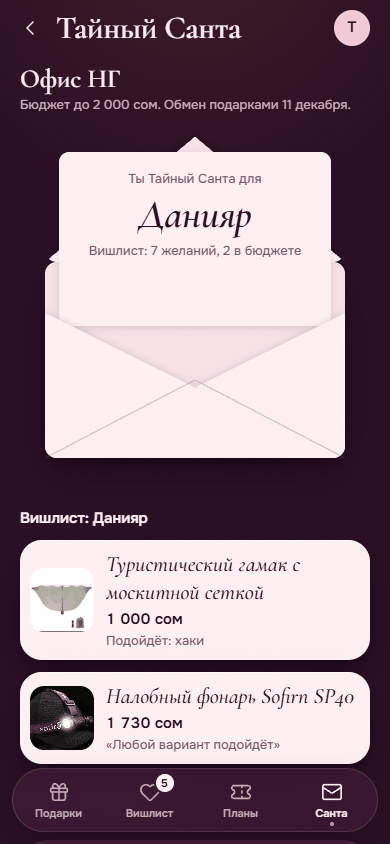 Тайный Санта
Т
Офис НГ
Бюджет до 2 000 сом. Обмен подарками 11 декабря.
Ты Тайный Санта для
Данияр
Вишлист: 7 желаний, 2 в бюджете
Вишлист: Данияр
Туристический гамак с
москитной сеткой
1 000 сом
Подойдёт: хаки
Налобный фонарь Sofirn SP40
1 730 сом
«Любой вариант подойдёт»
5
Подарки
Вишлист
Планы
Санта